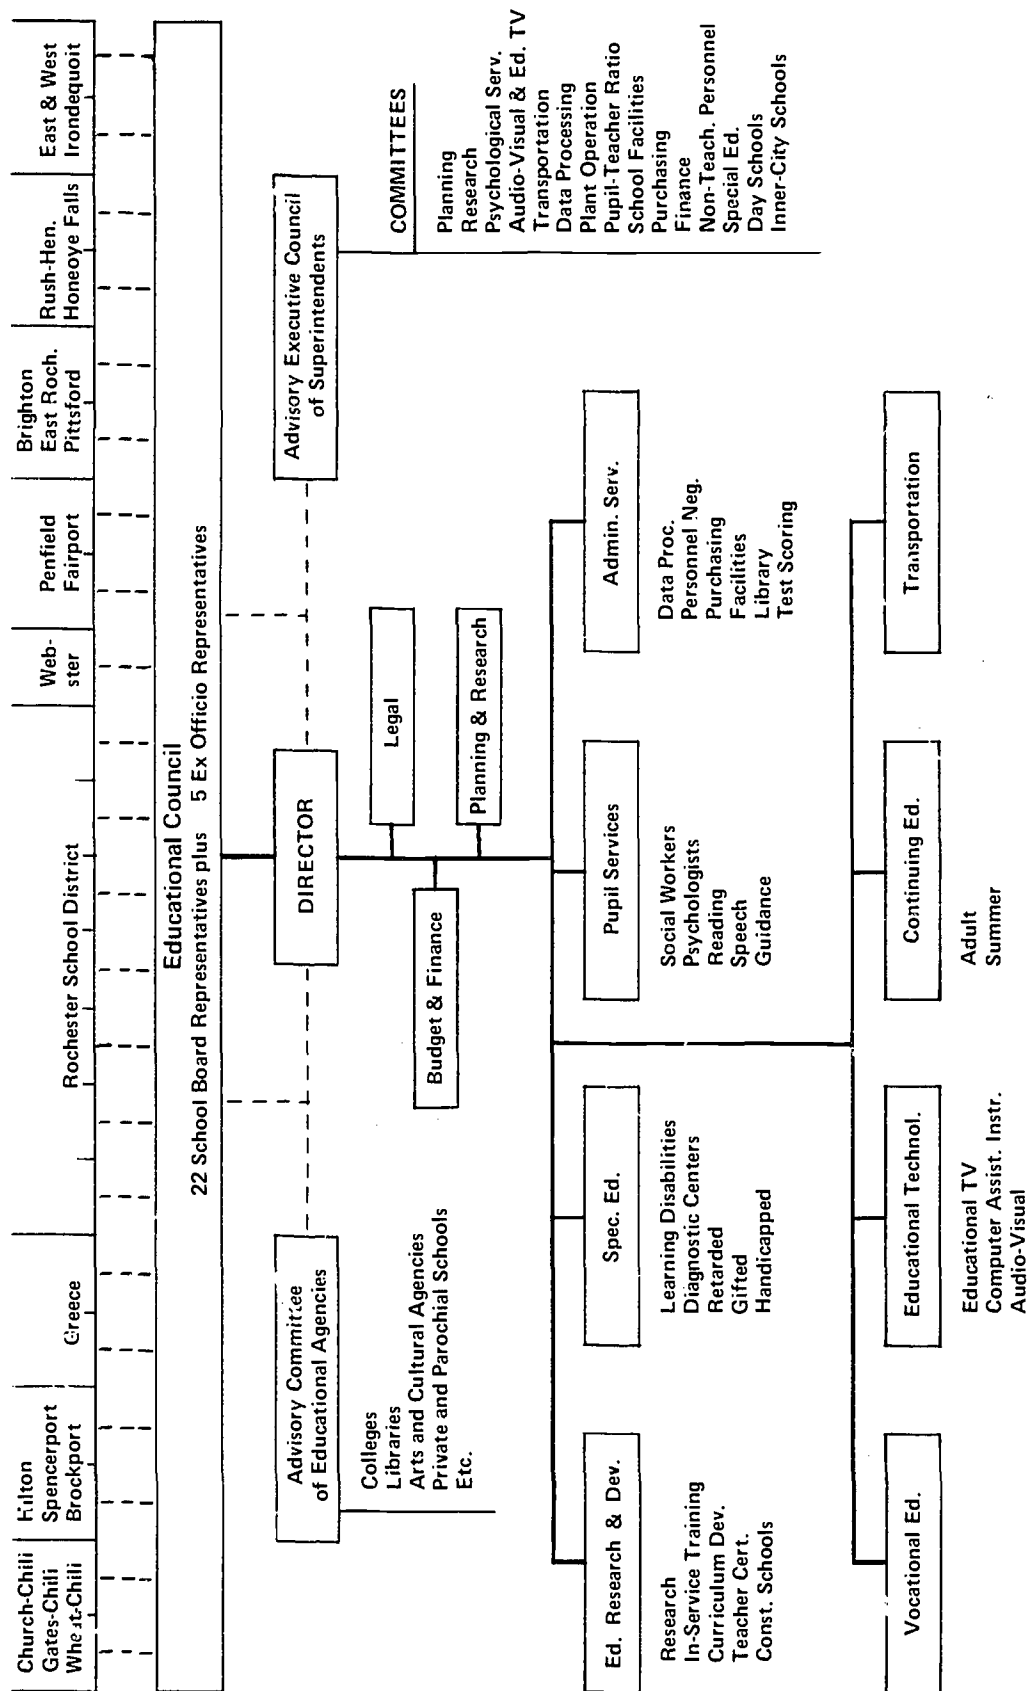 Church-Chili
Gates-Chili
Wheat-Chili
Hilton
Spencerport
Brockport
Greece
Rochester School District
Web-
ster
Penfield
Fairport
Brighton
East Roch.
Pittsford
Rush-Hen.
Honeoye Falls
East & West
Irondequoit
Educational Council
22 School Board Representatives plus 5 Ex Officio Representatives
Advisory Committee
of Educational Agencies
Colleges
Libraries
Arts and Cultural Agencies
Private and Parochial Schools
Etc.
DIRECTOR
Advisory Executive Council
of Superintendents
COMMITTEES
Planning
Research
Psychological Serv.
Audio-Visual & Ed. TV
Transportation
Data Processing
Plant Operation
Pupil-Teacher Ratio
School Facilities
Purchasing
Finance
Non-Teach. Personnel
Special Ed.
Day Schools
Inner-City Schools
Legal
Budget & Finance
Planning & Research
Ed. Research & Dev.
Research
In-Service Training
Curriculum Dev.
Teacher Cert.
Const. Schools
Spec. Ed.
Learning Disabilities
Diagnostic Centers
Retarded
Gifted
Handicapped
Pupil Services
Social Workers
Psychologists
Reading
Speech
Guidance
Admin. Serv.
Data Proc.
Personnel Neg.
Purchasing
Facilities
Library
Test Scoring
Vocational Ed.
Educational Technol.
Educational TV
Computer Assist. Instr.
Audio-Visual
Continuing Ed.
Adult
Summer
Transportation